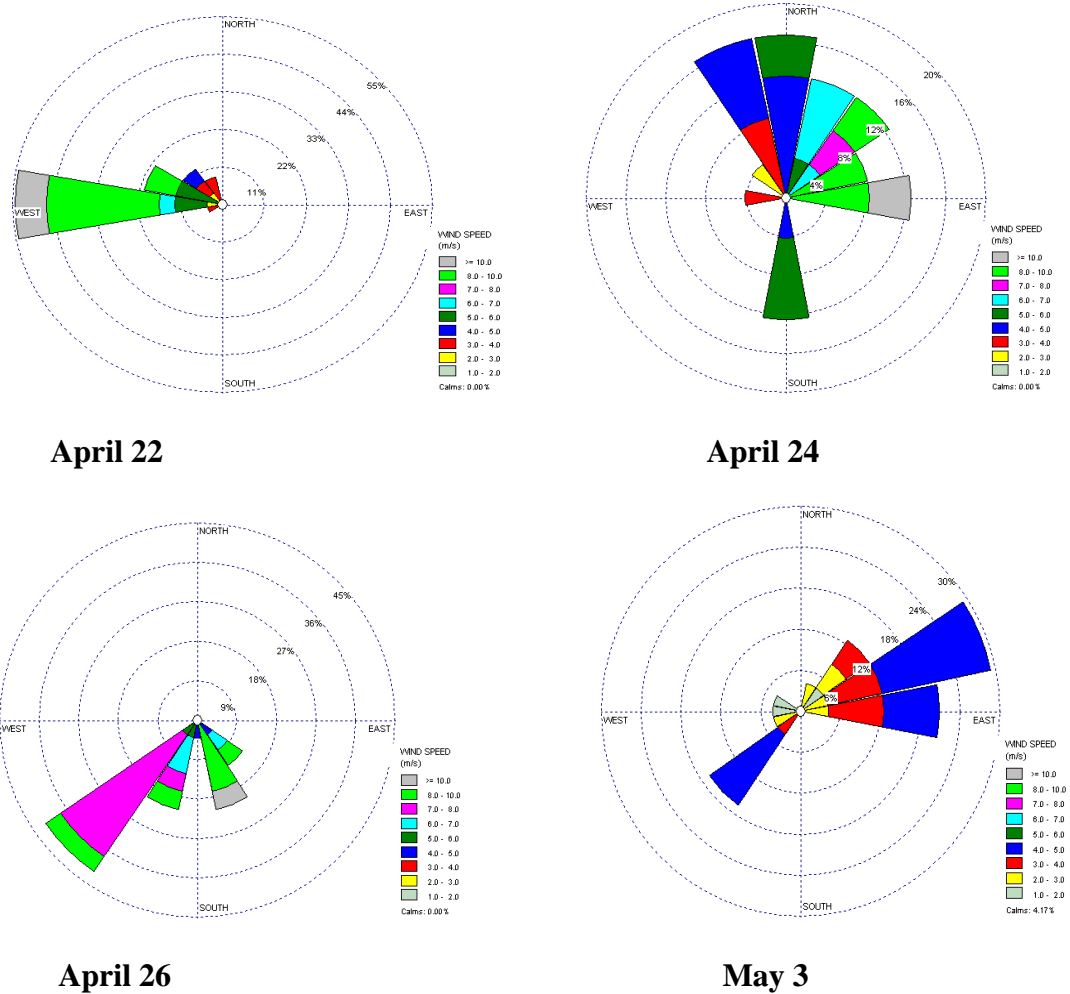 NORTH
55%
44%
33%
22%
11%
WEST
EAST
SOUTH
WIND SPEED
(m/s)
>= 10.0
8.0 - 10.0
7.0 - 8.0
6.0 - 7.0
5.0 - 6.0
4.0 - 5.0
3.0 - 4.0
2.0 - 3.0
1.0 - 2.0
Calms: 0.00%
April 22
NORTH
20%
16%
12%
8%
4%
WEST
EAST
SOUTH
WIND SPEED
(m/s)
>= 10.0
8.0 - 10.0
7.0 - 8.0
6.0 - 7.0
5.0 - 6.0
4.0 - 5.0
3.0 - 4.0
2.0 - 3.0
1.0 - 2.0
Calms: 0.00%
April 24
NORTH
45%
36%
27%
18%
9%
WEST
EAST
SOUTH
WIND SPEED
(m/s)
>= 10.0
8.0 - 10.0
7.0 - 8.0
6.0 - 7.0
5.0 - 6.0
4.0 - 5.0
3.0 - 4.0
2.0 - 3.0
1.0 - 2.0
Calms: 0.00%
April 26
NORTH
30%
24%
18%
12%
6%
WEST
EAST
SOUTH
WIND SPEED
(m/s)
>= 10.0
8.0 - 10.0
7.0 - 8.0
6.0 - 7.0
5.0 - 6.0
4.0 - 5.0
3.0 - 4.0
2.0 - 3.0
1.0 - 2.0
Calms: 4.17%
May 3